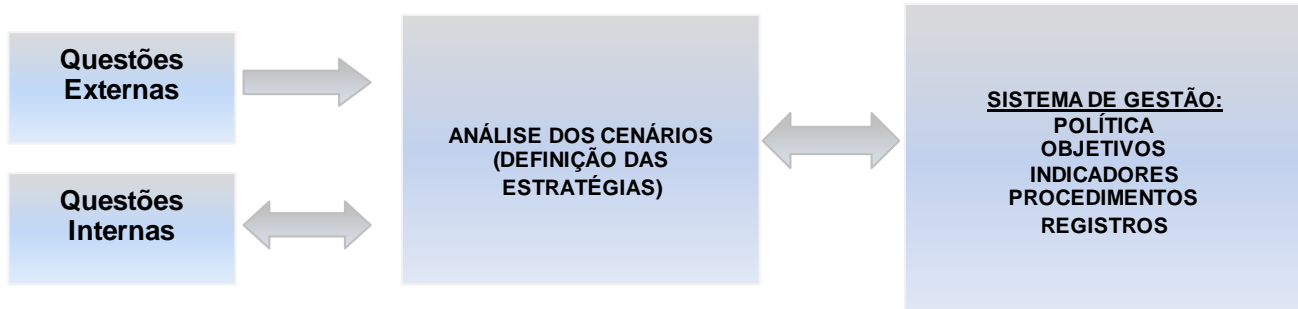 Questões
Externas
Questões
Internas
ANÁLISE DOS CENÁRIOS
(DEFINIÇÃO DAS
ESTRATÉGIAS)
SISTEMA DE GESTÃO:
POLÍTICA
OBJETIVOS
INDICADORES
PROCEDIMENTOS
REGISTROS